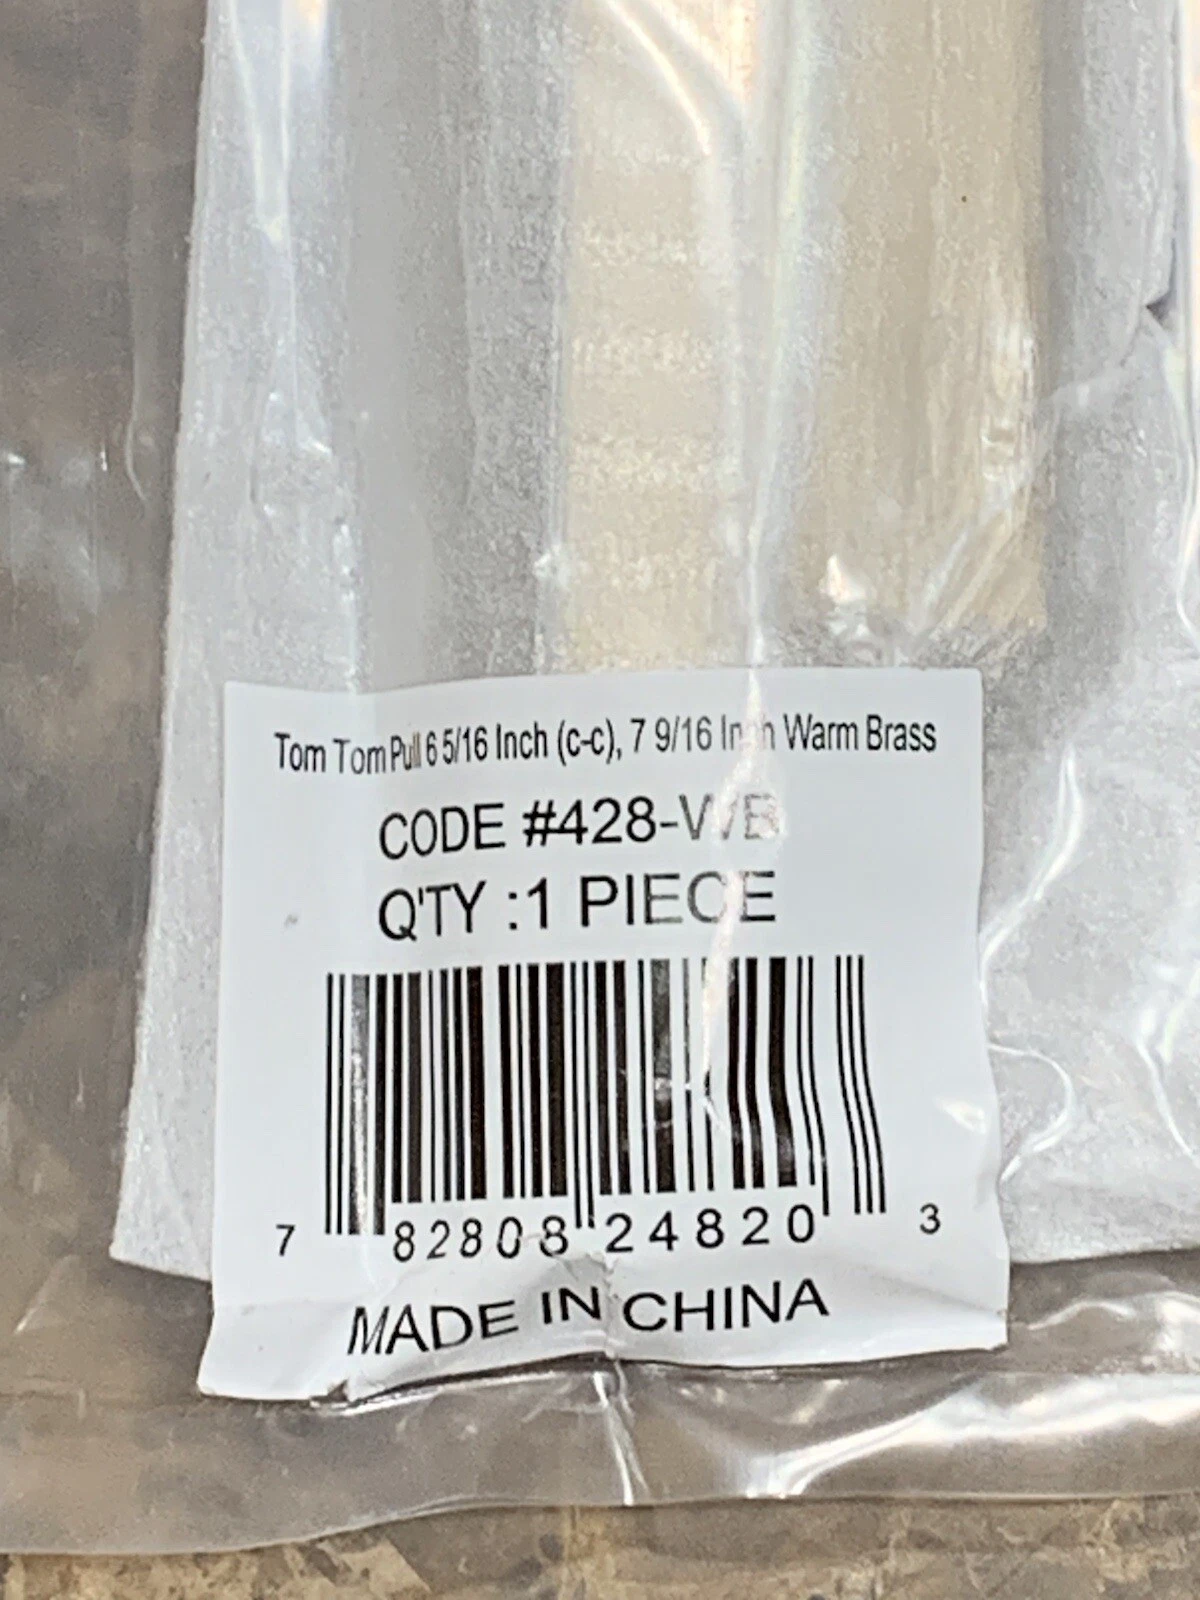 Tom Tom Pull 6 5/16 Inch (c-c), 7 9/16 Inch Warm Brass
CODE #428-WB
Q'TY :1 PIECE
7 82808 24820 3
MADE IN CHINA